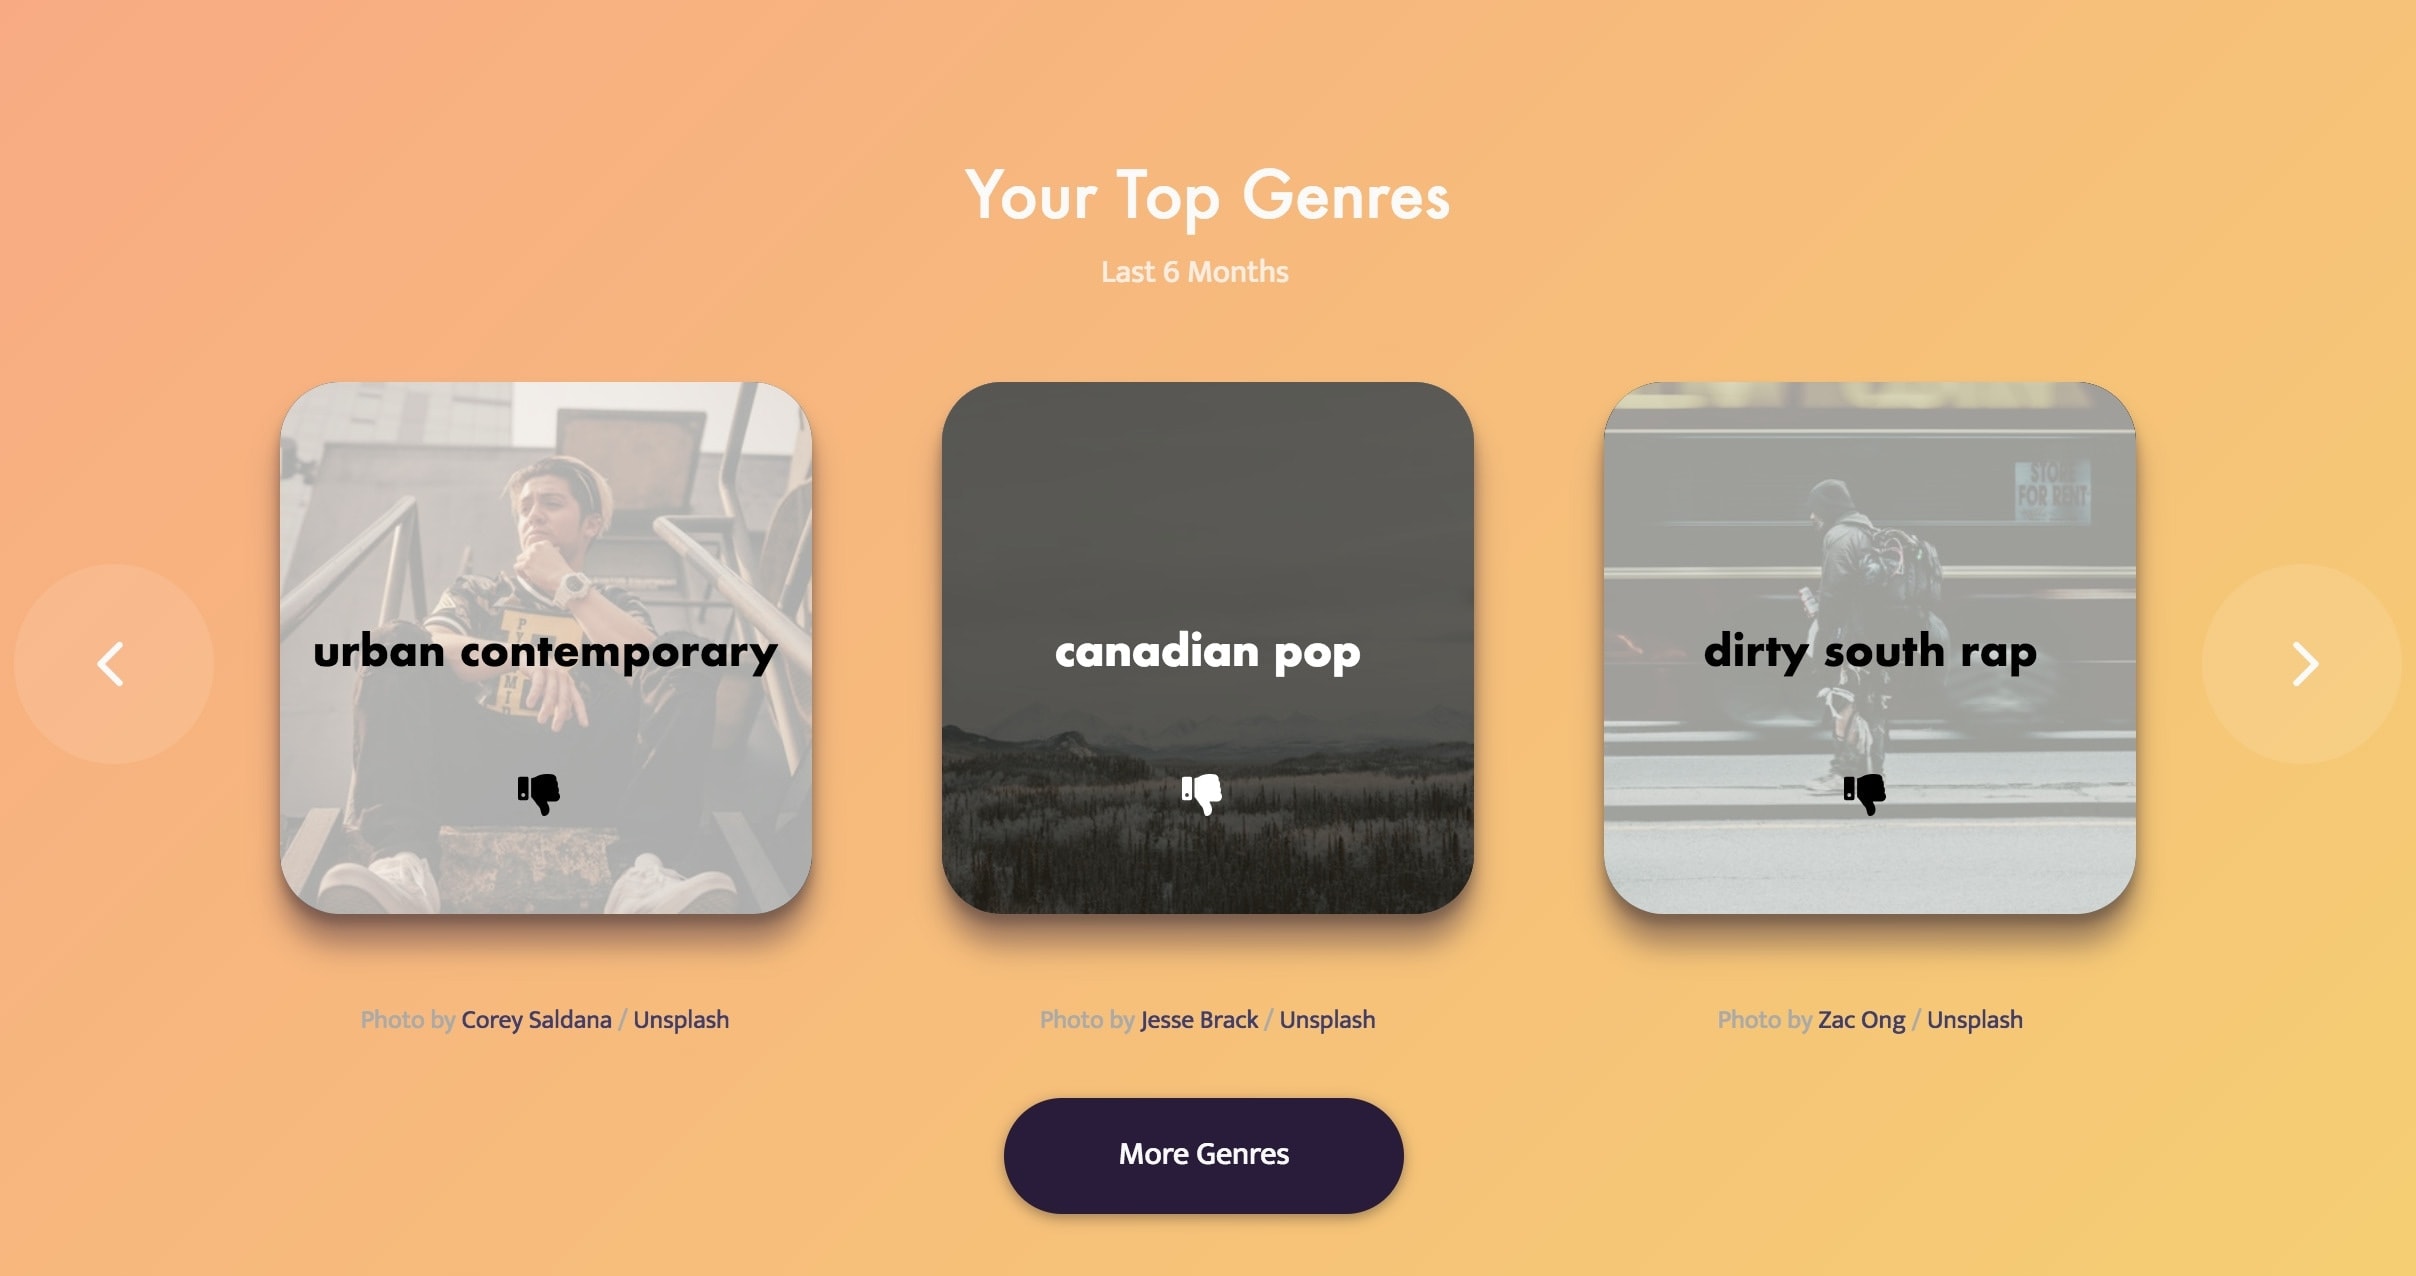 Your Top Genres
Last 6 Months
STORE
FOR RENT
urban contemporary
canadian pop
dirty south rap
Photo by Corey Saldana / Unsplash
Photo by Jesse Brack / Unsplash
Photo by Zac Ong / Unsplash
More Genres